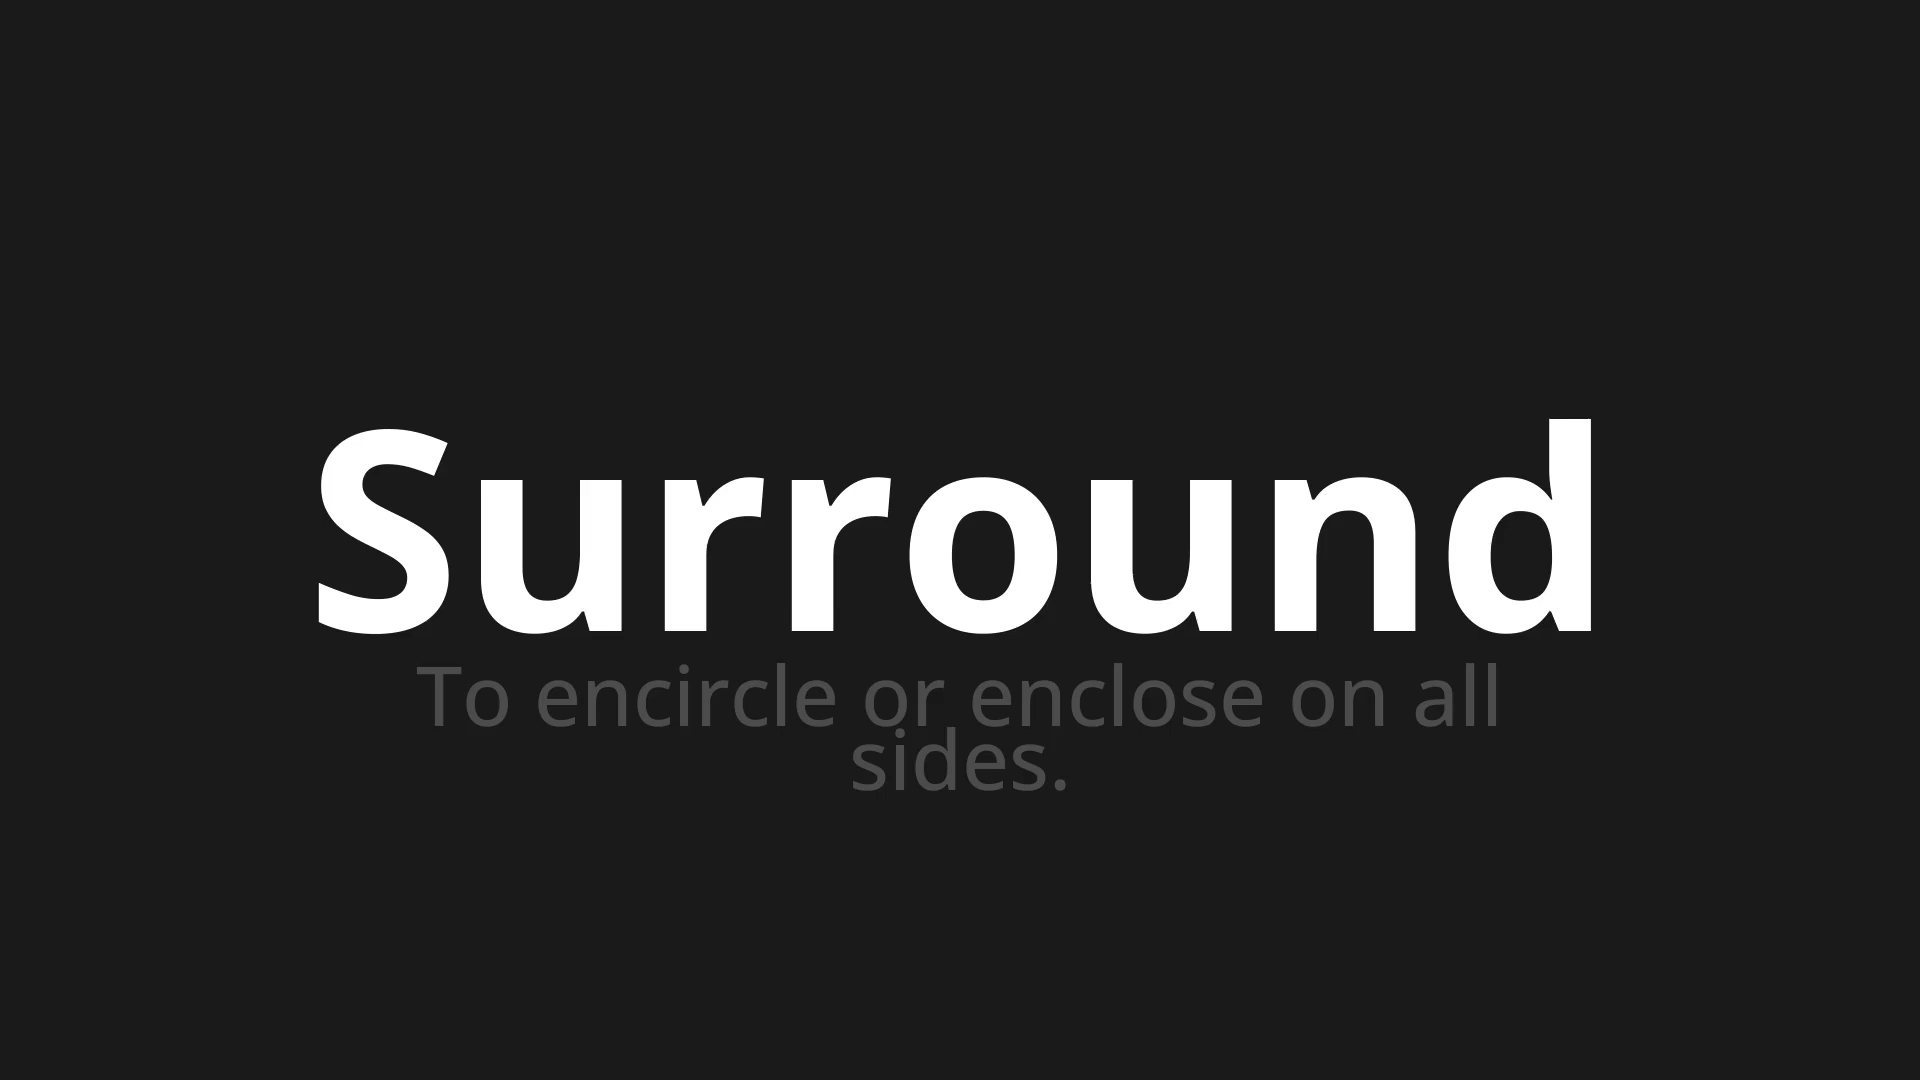 Surround
To encircle or enclose on all
sides.